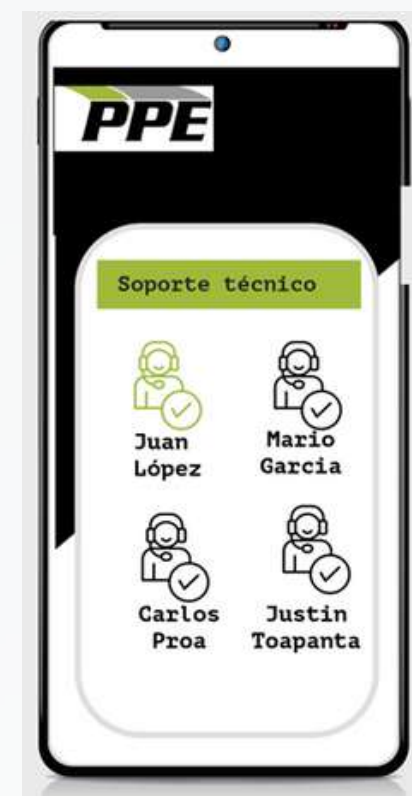 PPE
Soporte técnico
Juan
López
Mario
Garcia
Carlos
Proa
Justin
Toapanta